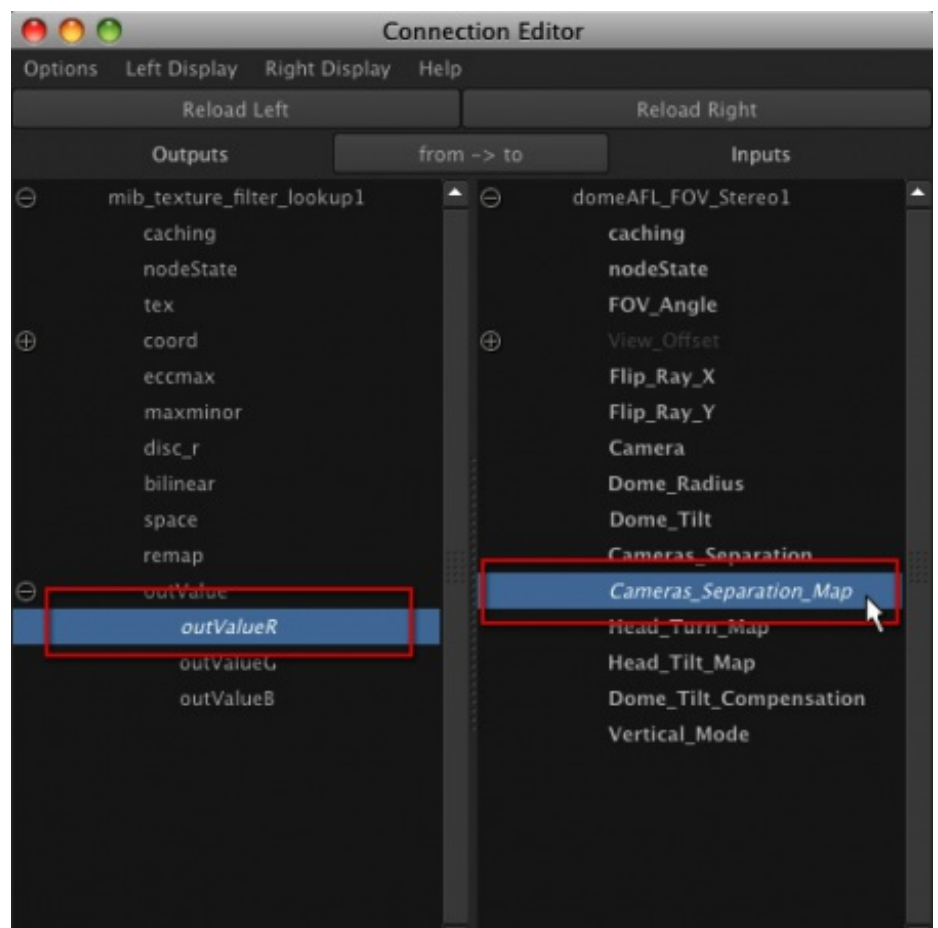 Connection Editor
Options Left Display Right Display Help
Reload Left Reload Right
Outputs from -> to Inputs
mib_texture_filter_lookup1
caching
nodeState
tex
coord
eccmax
maxminor
disc_r
bilinear
space
remap
outValue
outValueR
outValueG
outValueB
domeAFL_FOV_Stereo1
caching
nodeState
FOV_Angle
View_Offset
Flip_Ray_X
Flip_Ray_Y
Camera
Dome_Radius
Dome_Tilt
Cameras_Separation
Cameras_Separation_Map
Head_Turn_Map
Head_Tilt_Map
Dome_Tilt_Compensation
Vertical_Mode